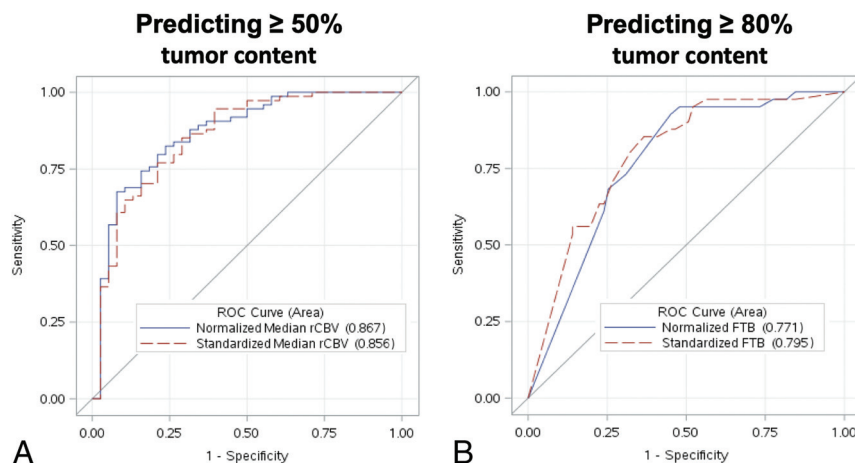 Predicting ≥ 50%
tumor content
1.00
0.75
0.50
0.25
0.00
Sensitivity
ROC Curve (Area)
Normalized Median rCBV (0.867)
Standardized Median rCBV (0.856)
0.00 0.25 0.50 0.75 1.00
1 - Specificity
A
Predicting ≥ 80%
tumor content
1.00
0.75
0.50
0.25
0.00
Sensitivity
ROC Curve (Area)
Normalized FTB (0.771)
Standardized FTB (0.795)
0.00 0.25 0.50 0.75 1.00
1 - Specificity
B